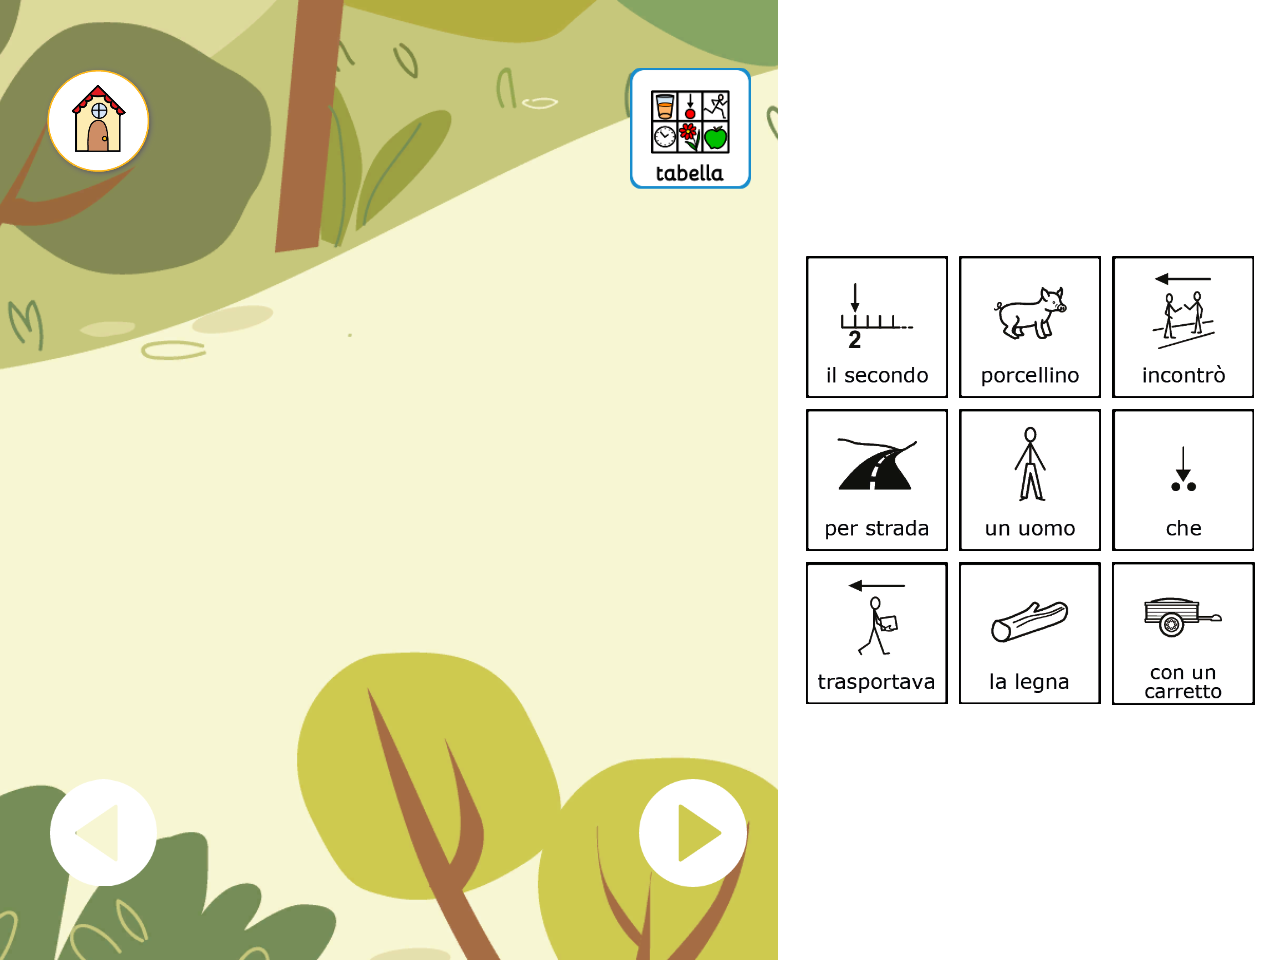 tabella
2
il secondo
porcellino
incontrò
per strada
un uomo
che
trasportava
la legna
con un
carretto